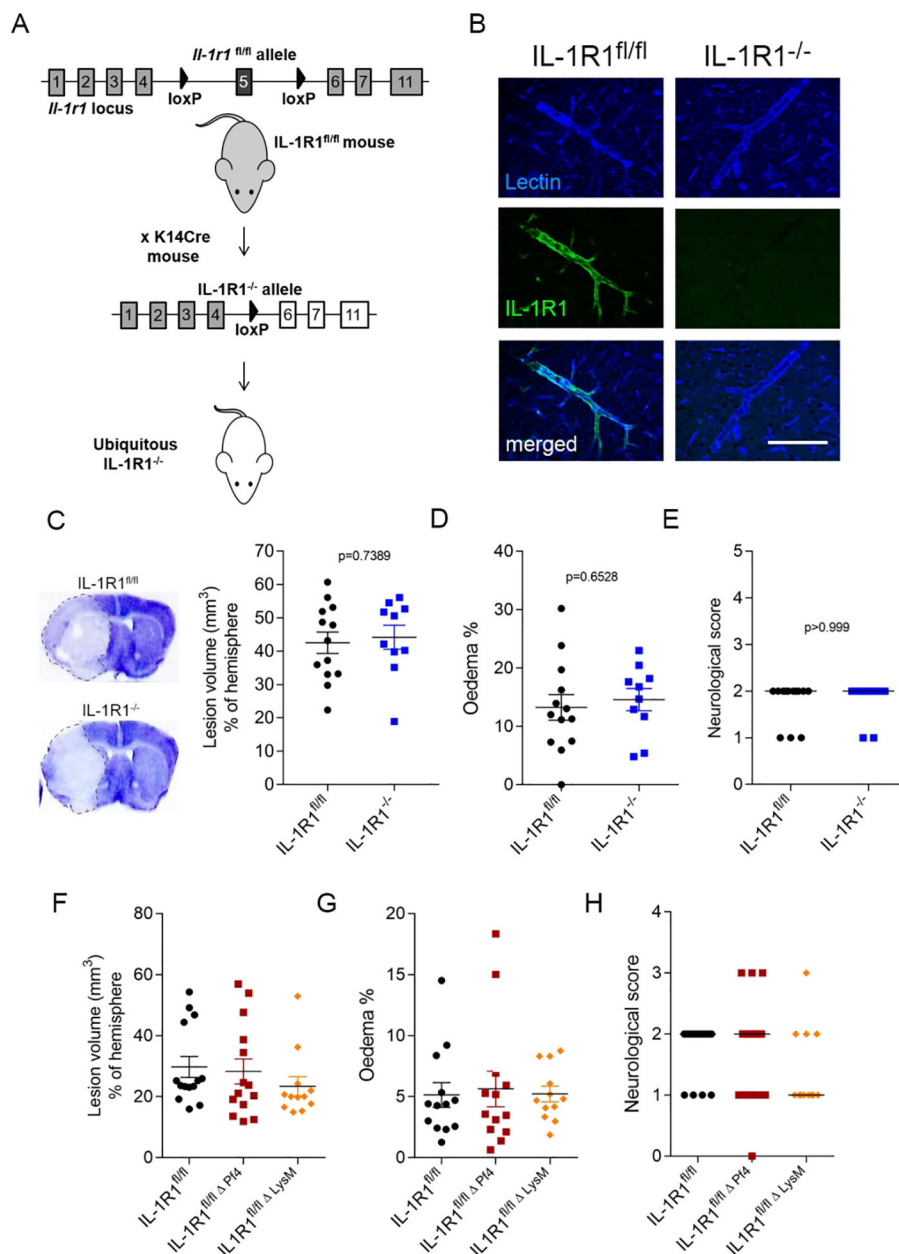 A
Il-1r1 fl/fl allele
1 2 3 4 5 6 7 11
loxP loxP
Il-1r1 locus
IL-1R1fl/fl mouse
x K14Cre
mouse
IL-1R1-/- allele
1 2 3 4 6 7 11
loxP
Ubiquitous
IL-1R1-/-
B
IL-1R1fl/fl IL-1R1-/-
Lectin
IL-1R1
merged
C
IL-1R1fl/fl
IL-1R1-/-
Lesion volume (mm3)
% of hemisphere
70
60
50
40
30
20
10
0
p=0.7389
IL-1R1fl/fl
IL-1R1-/-
D
Oedema %
40
30
20
10
0
p=0.6528
IL-1R1fl/fl
IL-1R1-/-
E
Neurological score
5
4
3
2
1
0
p>0.999
IL-1R1fl/fl
IL-1R1-/-
F
Lesion volume (mm3)
% of hemisphere
80
60
40
20
0
IL-1R1fl/fl
IL-1R1fl/fl Δ Pf4
IL1R1fl/fl Δ LysM
G
Oedema %
20
15
10
5
0
IL-1R1fl/fl
IL-1R1fl/fl Δ Pf4
IL1R1fl/fl Δ LysM
H
Neurological score
4
3
2
1
0
IL-1R1fl/fl
IL-1R1fl/fl Δ Pf4
IL1R1fl/fl Δ LysM